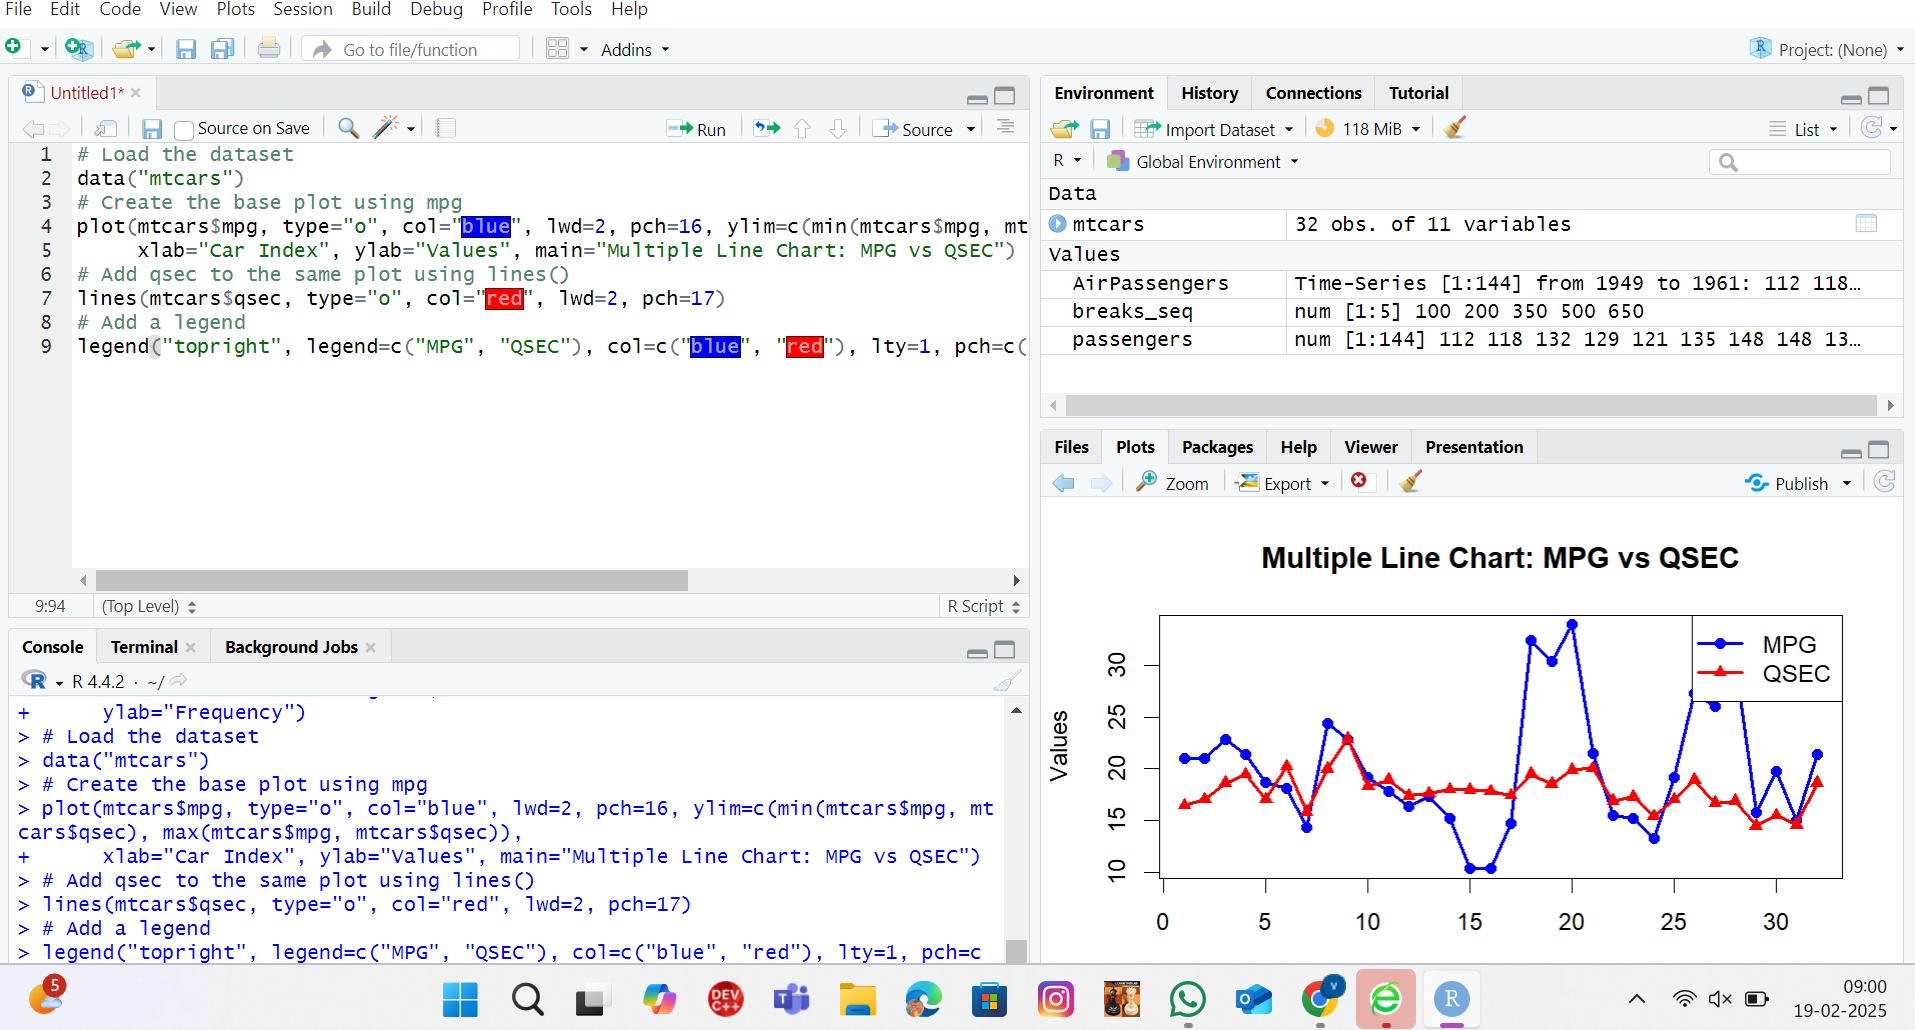 File Edit Code View Plots Session Build Debug Profile Tools Help
Go to file/function Addins Project: (None)
Untitled1*
Source on Save Run Source
1 # Load the dataset
2 data("mtcars")
3 # Create the base plot using mpg
4 plot(mtcars$mpg, type="o", col="blue", lwd=2, pch=16, ylim=c(min(mtcars$mpg, mt
5 xlab="Car Index", ylab="Values", main="Multiple Line Chart: MPG vs QSEC")
6 # Add qsec to the same plot using lines()
7 lines(mtcars$qsec, type="o", col="red", lwd=2, pch=17)
8 # Add a legend
9 legend("topright", legend=c("MPG", "QSEC"), col=c("blue", "red"), lty=1, pch=c(
9:94 (Top Level) R Script
Console Terminal Background Jobs
R 4.4.2 · ~/
+ ylab="Frequency")
> # Load the dataset
> data("mtcars")
> # Create the base plot using mpg
> plot(mtcars$mpg, type="o", col="blue", lwd=2, pch=16, ylim=c(min(mtcars$mpg, mt
cars$qsec), max(mtcars$mpg, mtcars$qsec)),
+ xlab="Car Index", ylab="Values", main="Multiple Line Chart: MPG vs QSEC")
> # Add qsec to the same plot using lines()
> lines(mtcars$qsec, type="o", col="red", lwd=2, pch=17)
> # Add a legend
> legend("topright", legend=c("MPG", "QSEC"), col=c("blue", "red"), lty=1, pch=c
Environment History Connections Tutorial
Import Dataset 118 MiB List
R Global Environment
Data
mtcars 32 obs. of 11 variables
Values
AirPassengers Time-Series [1:144] from 1949 to 1961: 112 118…
breaks_seq num [1:5] 100 200 350 500 650
passengers num [1:144] 112 118 132 129 121 135 148 148 13…
Files Plots Packages Help Viewer Presentation
Zoom Export Publish
Multiple Line Chart: MPG vs QSEC
MPG
QSEC
Values
30
25
20
15
10
0 5 10 15 20 25 30
5
DEV
C++
V
R
09:00
19-02-2025